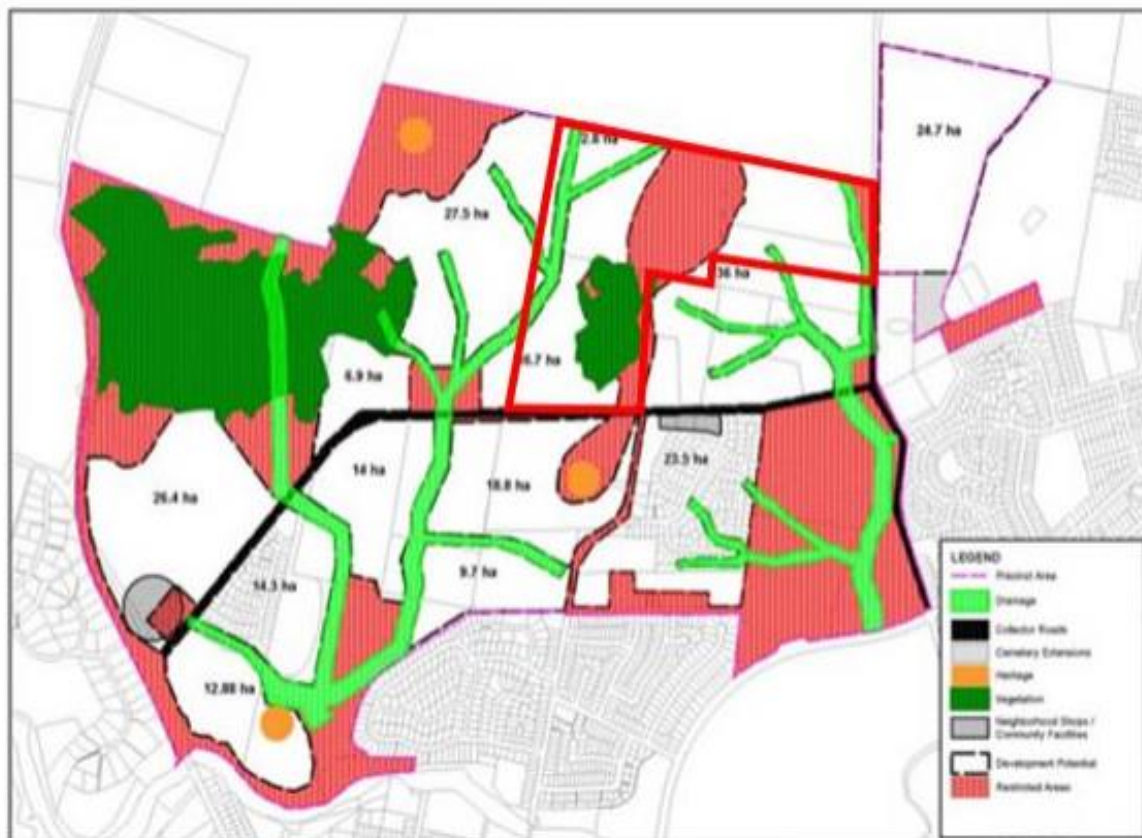 24.7 ha
2.8 ha
27.5 ha
36 ha
6.7 ha
6.9 ha
14 ha
18.8 ha
23.5 ha
26.4 ha
14.3 ha
9.7 ha
12.88 ha
LEGEND
Precinct Area
Drainage
Collector Roads
Cemetery Extensions
Heritage
Vegetation
Neighborhood Shops /
Community Facilities
Development Potential
Restricted Areas